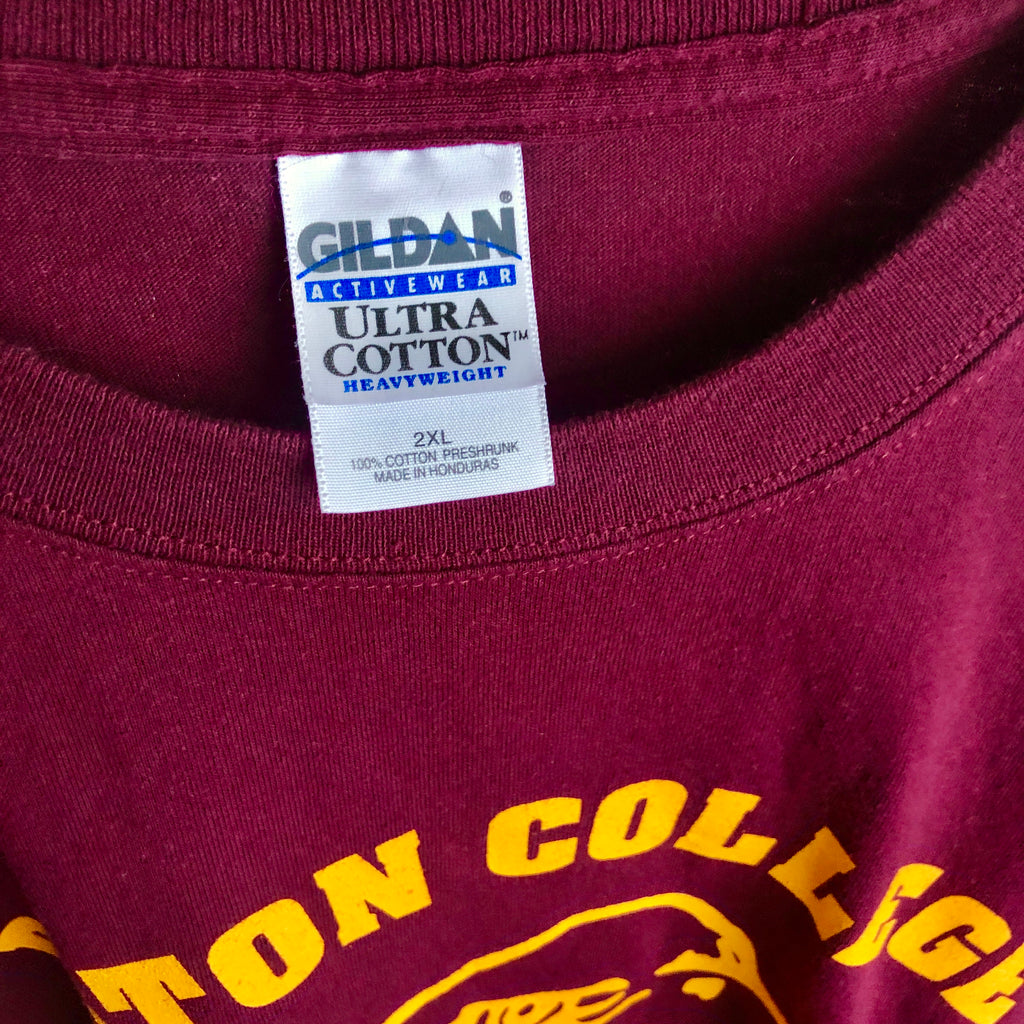 GILDAN®
ACTIVEWEAR
ULTRA
COTTON™
HEAVYWEIGHT
2XL
100% COTTON PRESHRUNK
MADE IN HONDURAS
TON COLLEGE